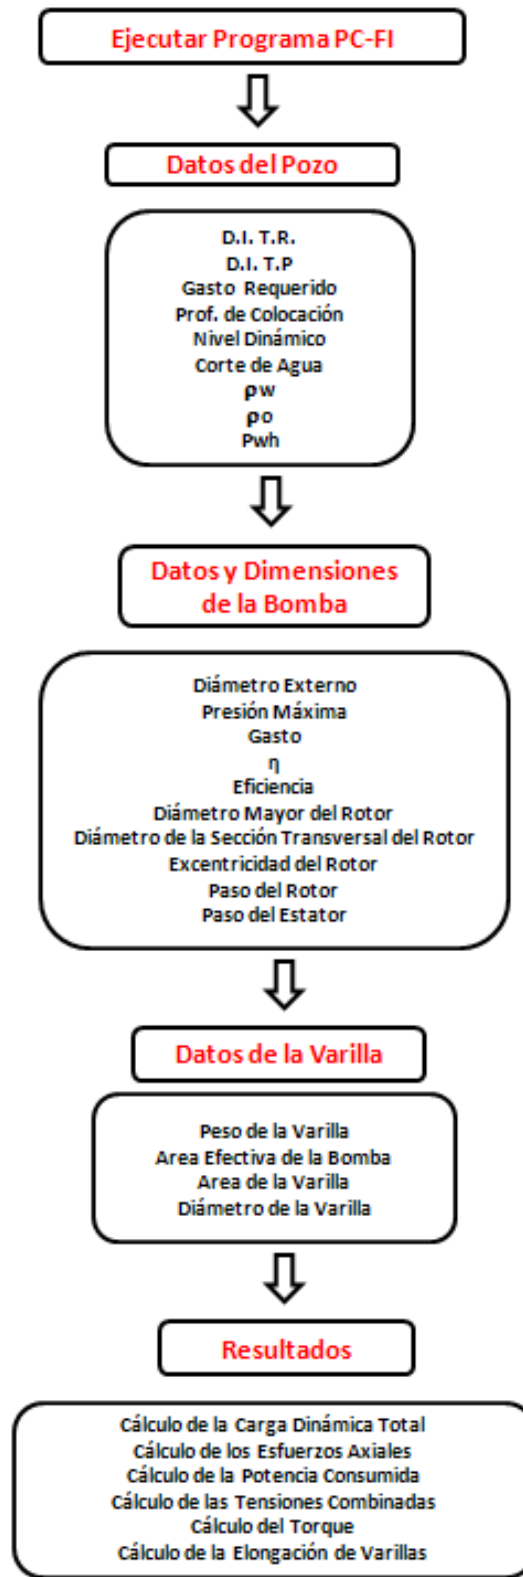 Ejecutar Programa PC-FI
Datos del Pozo
D.I. T.R.
D.I. T.P
Gasto Requerido
Prof. de Colocación
Nivel Dinámico
Corte de Agua
ρw
ρo
Pwh
Datos y Dimensiones
de la Bomba
Diámetro Externo
Presión Máxima
Gasto
η
Eficiencia
Diámetro Mayor del Rotor
Diámetro de la Sección Transversal del Rotor
Excentricidad del Rotor
Paso del Rotor
Paso del Estator
Datos de la Varilla
Peso de la Varilla
Area Efectiva de la Bomba
Area de la Varilla
Diámetro de la Varilla
Resultados
Cálculo de la Carga Dinámica Total
Cálculo de los Esfuerzos Axiales
Cálculo de la Potencia Consumida
Cálculo de las Tensiones Combinadas
Cálculo del Torque
Cálculo de la Elongación de Varillas